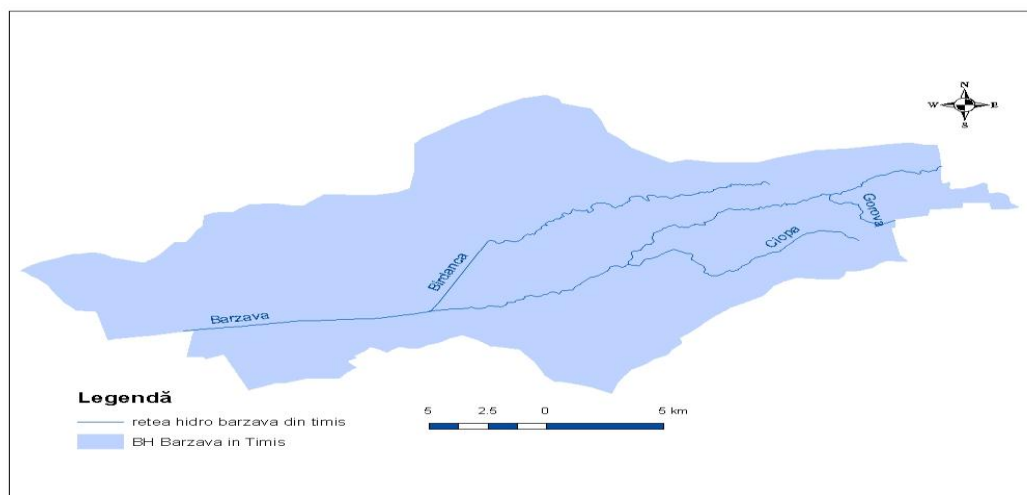 N
W E
S
Gorova
Ciopa
Birdanca
Barzava
Legendă
retea hidro barzava din timis
BH Barzava in Timis
5 2.5 0 5 km